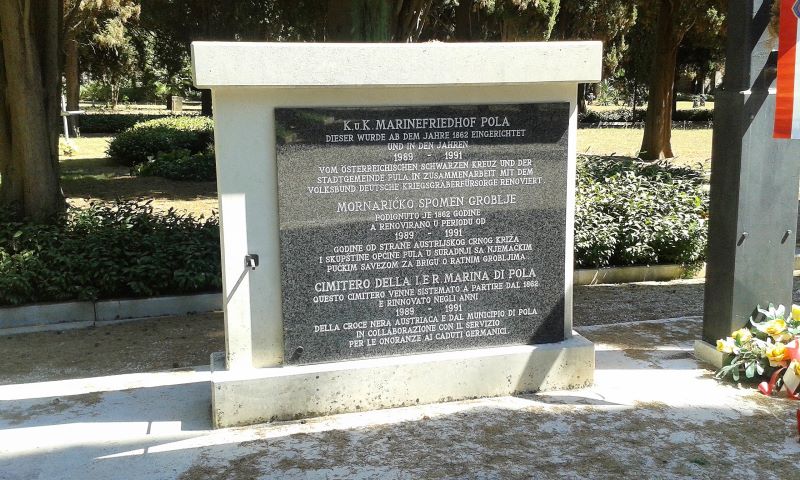 K.u.K. MARINEFRIEDHOF POLA
DIESER WURDE AB DEM JAHRE 1862 EINGERICHTET
UND IN DEN JAHREN
1989 - 1991
VOM ÖSTERREICHISCHEN SCHWARZEN KREUZ UND DER
STADTGEMEINDE PULA IN ZUSAMMENARBEIT MIT DEM
VOLKSBUND DEUTSCHE KRIEGSGRÄBERFÜRSORGE RENOVIERT
MORNARIČKO SPOMEN GROBLJE
PODIGNUTO JE 1862 GODINE
A RENOVIRANO U PERIODU OD
1989 - 1991
GODINE OD STRANE AUSTRIJSKOG CRNOG KRIŽA
I SKUPSTINE OPĆINE PULA U SURADNJI SA NJEMAČKIM
PUČKIM SAVEZOM ZA BRIGU O RATNIM GROBLJIMA
CIMITERO DELLA I.E R. MARINA DI POLA
QUESTO CIMITERO VENNE SISTEMATO A PARTIRE DAL 1862
E RINNOVATO NEGLI ANNI
1989 - 1991
DELLA CROCE NERA AUSTRIACA E DAL MUNICIPIO DI POLA
IN COLLABORAZIONE CON IL SERVIZIO
PER LE ONORANZE AI CADUTI GERMANICI.